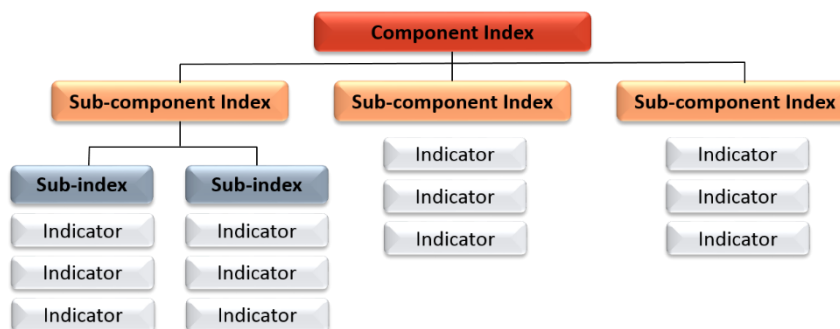 Component Index
Sub-component Index
Sub-component Index
Sub-component Index
Indicator
Indicator
Sub-index
Sub-index
Indicator
Indicator
Indicator
Indicator
Indicator
Indicator
Indicator
Indicator
Indicator
Indicator